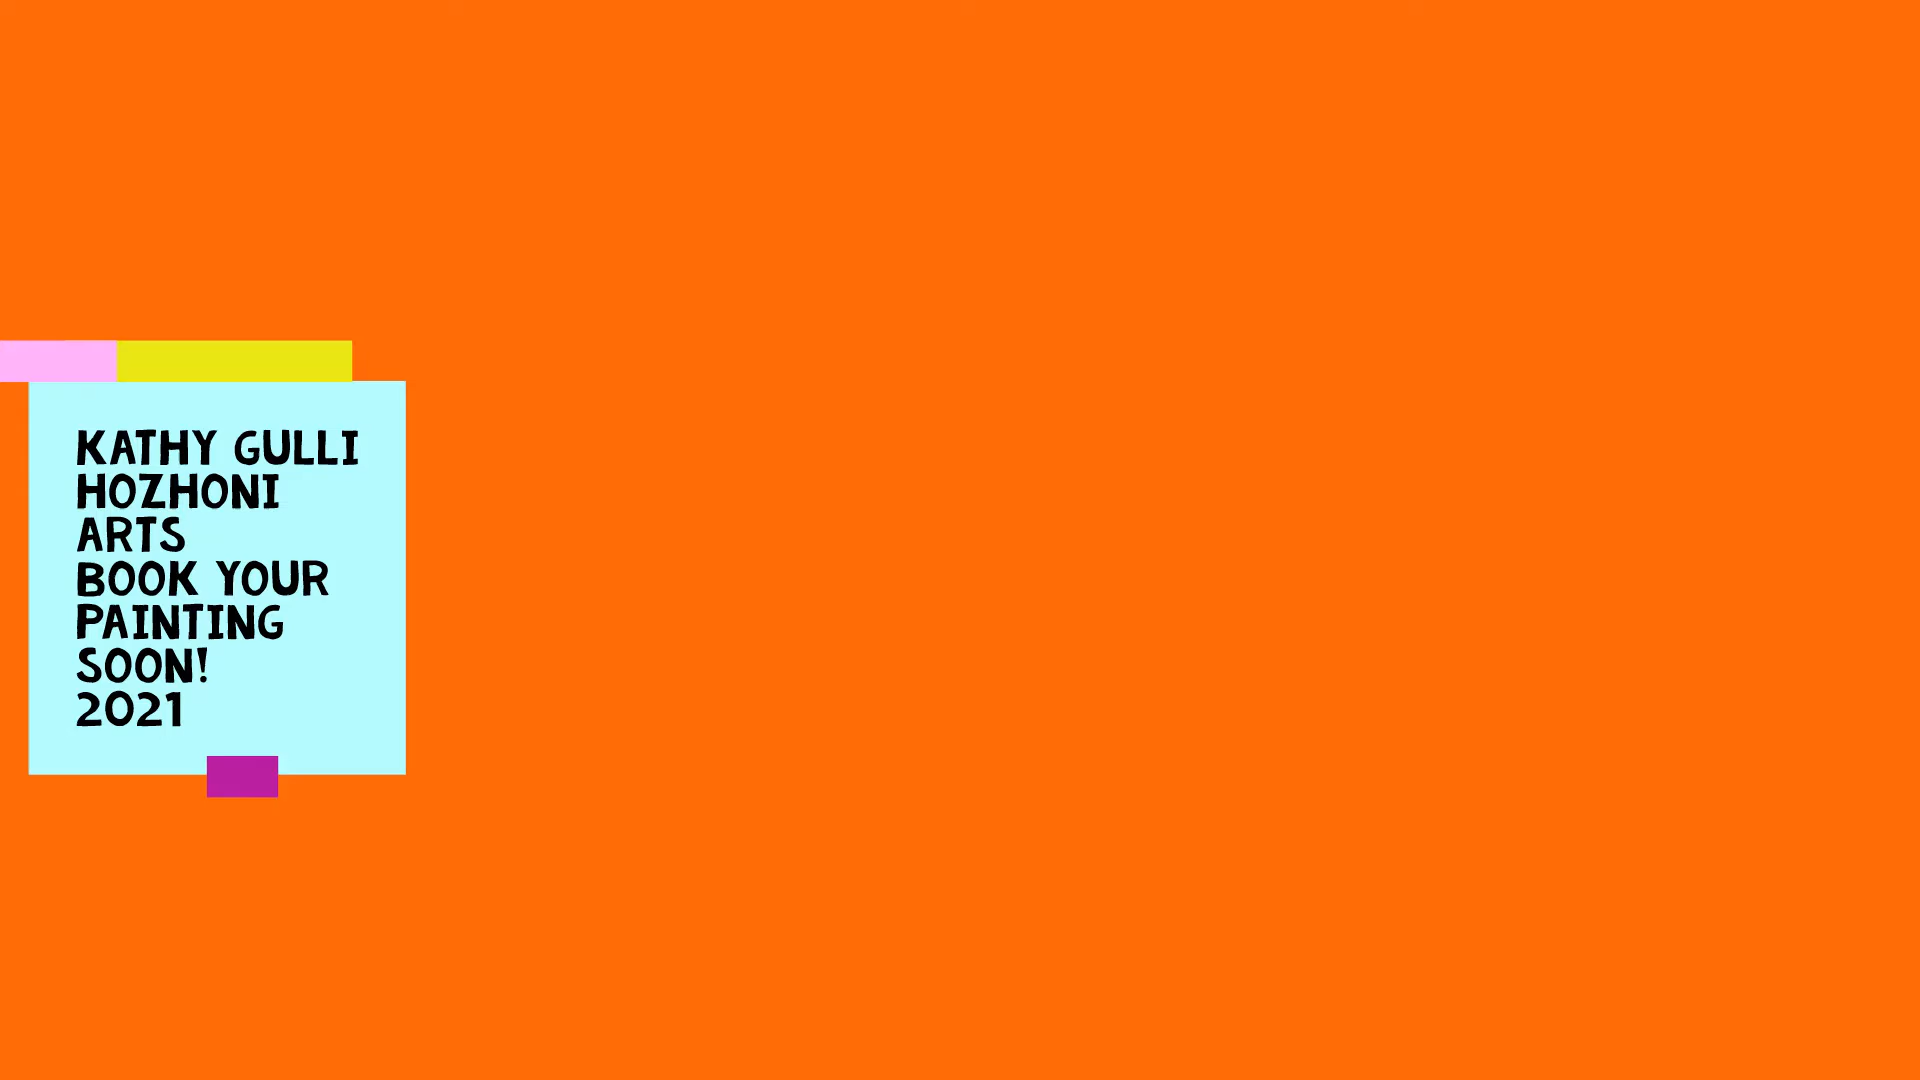 KATHY GULLI
HOZHONI
ARTS
BOOK YOUR
PAINTING
SOON!
2021